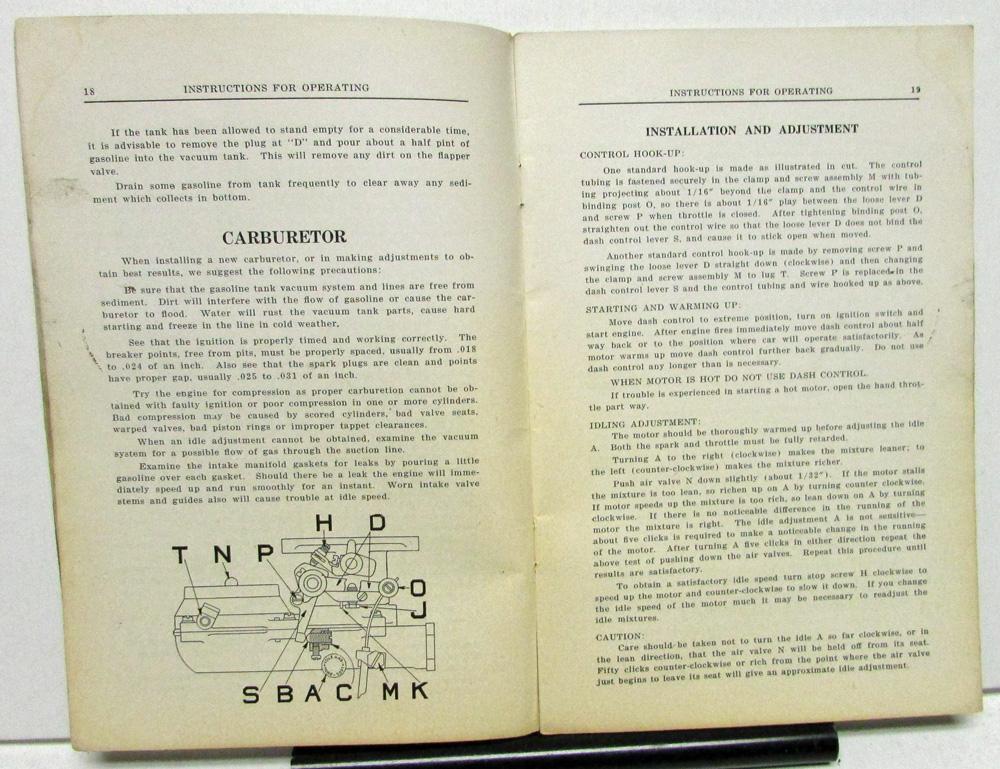 18
INSTRUCTIONS FOR OPERATING
If the tank has been allowed to stand empty for a considerable time,
it is advisable to remove the plug at "D" and pour about a half pint of
gasoline into the vacuum tank. This will remove any dirt on the flapper
valve.
Drain some gasoline from tank frequently to clear away any sedi-
ment which collects in bottom.
CARBURETOR
When installing a new carburetor, or in making adjustments to ob-
tain best results, we suggest the following precautions:
Be sure that the gasoline tank vacuum system and lines are free from
sediment. Dirt will interfere with the flow of gasoline or cause the car-
buretor to flood. Water will rust the vacuum tank parts, cause hard
starting and freeze in the line in cold weather.
See that the ignition is properly timed and working correctly. The
breaker points, free from pits, must be properly spaced, usually from .018
to .024 of an inch. Also see that the spark plugs are clean and points
have proper gap, usually .025 to .031 of an inch.
Try the engine for compression as proper carburetion cannot be ob-
tained with faulty ignition or poor compression in one or more cylinders.
Bad compression may be caused by scored cylinders, bad valve seats,
warped valves, bad piston rings or improper tappet clearances.
When an idle adjustment cannot be obtained, examine the vacuum
system for a possible flow of gas through the suction line.
Examine the intake manifold gaskets for leaks by pouring a little
gasoline over each gasket. Should there be a leak the engine will imme-
diately speed up and run smoothly for an instant. Worn intake valve
stems and guides also will cause trouble at idle speed.
H D
T N P
O
J
S B A C M K
INSTRUCTIONS FOR OPERATING
19
INSTALLATION AND ADJUSTMENT
CONTROL HOOK-UP:
One standard hook-up is made as illustrated in cut. The control
tubing is fastened securely in the clamp and screw assembly M with tub-
ing projecting about 1/16" beyond the clamp and the control wire in
binding post O, so there is about 1/16" play between the loose lever D
and screw P when throttle is closed. After tightening binding post O,
straighten out the control wire so that the loose lever D does not bind the
dash control lever S, and cause it to stick open when moved.
Another standard control hook-up is made by removing screw P and
swinging the loose lever D straight down (clockwise) and then changing
the clamp and screw assembly M to lug T. Screw P is replaced in the
dash control lever S and the control tubing and wire hooked up as above.
STARTING AND WARMING UP:
Move dash control to extreme position, turn on ignition switch and
start engine. After engine fires immediately move dash control about half
way back or to the position where car will operate satisfactorily. As
motor warms up move dash control further back gradually. Do not use
dash control any longer than is necessary.
WHEN MOTOR IS HOT DO NOT USE DASH CONTROL.
If trouble is experienced in starting a hot motor, open the hand throt-
tle part way.
IDLING ADJUSTMENT:
The motor should be thoroughly warmed up before adjusting the idle
A. Both the spark and throttle must be fully retarded.
Turning A to the right (clockwise) makes the mixture leaner; to
the left (counter-clockwise) makes the mixture richer.
Push air valve N down slightly (about 1/32"). If the motor stalls
the mixture is too lean, so richen up on A by turning counter clockwise.
If motor speeds up the mixture is too rich, so lean down on A by turning
clockwise. If there is no noticeable difference in the running of the
motor the mixture is right. The idle adjustment A is not sensitive—
about five clicks is required to make a noticeable change in the running
of the motor. After turning A five clicks in either direction repeat the
above test of pushing down the air valves. Repeat this procedure until
results are satisfactory.
To obtain a satisfactory idle speed turn stop screw H clockwise to
speed up the motor and counter-clockwise to slow it down. If you change
the idle speed of the motor much it may be necessary to readjust the
idle mixtures.
CAUTION:
Care should be taken not to turn the idle A so far clockwise, or in
the lean direction, that the air valve N will be held off from its seat.
Fifty clicks counter-clockwise or rich from the point where the air valve
just begins to leave its seat will give an approximate idle adjustment.